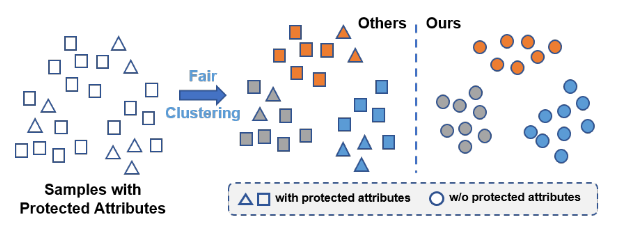 Others
Ours
Fair
Clustering
Samples with
Protected Attributes
with protected attributes
w/o protected attributes